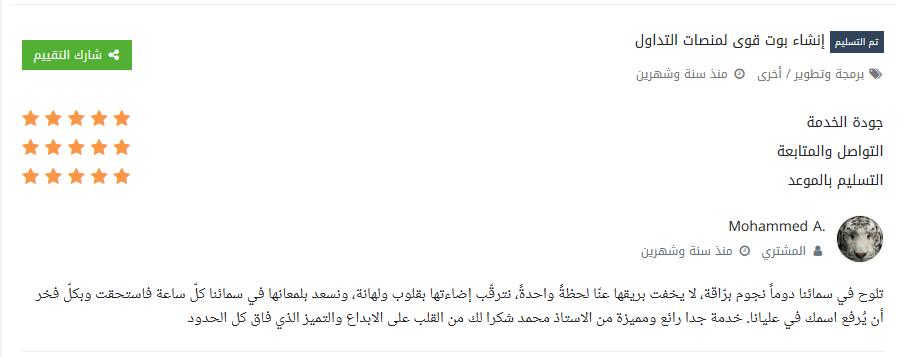 تم التسليم إنشاء بوت قوى لمنصات التداول
شارك التقييم
برمجة وتطوير / أخرى منذ سنة وشهرين
جودة الخدمة
التواصل والمتابعة
التسليم بالموعد
Mohammed A.
المشتري منذ سنة وشهرين
تلوح في سمائنا دوماً نجوم برّاقة، لا يخفت بريقها عنّا لحظةً واحدةً، نترقّب إضاءتها بقلوب ولهانة، ونسعد بلمعانها في سمائنا كلّ ساعة فاستحقت وبكلّ فخر
أن يُرفع اسمك في عليانا. خدمة جدا رائع ومميزة من الاستاذ محمد شكرا لك من القلب على الابداع والتميز الذي فاق كل الحدود